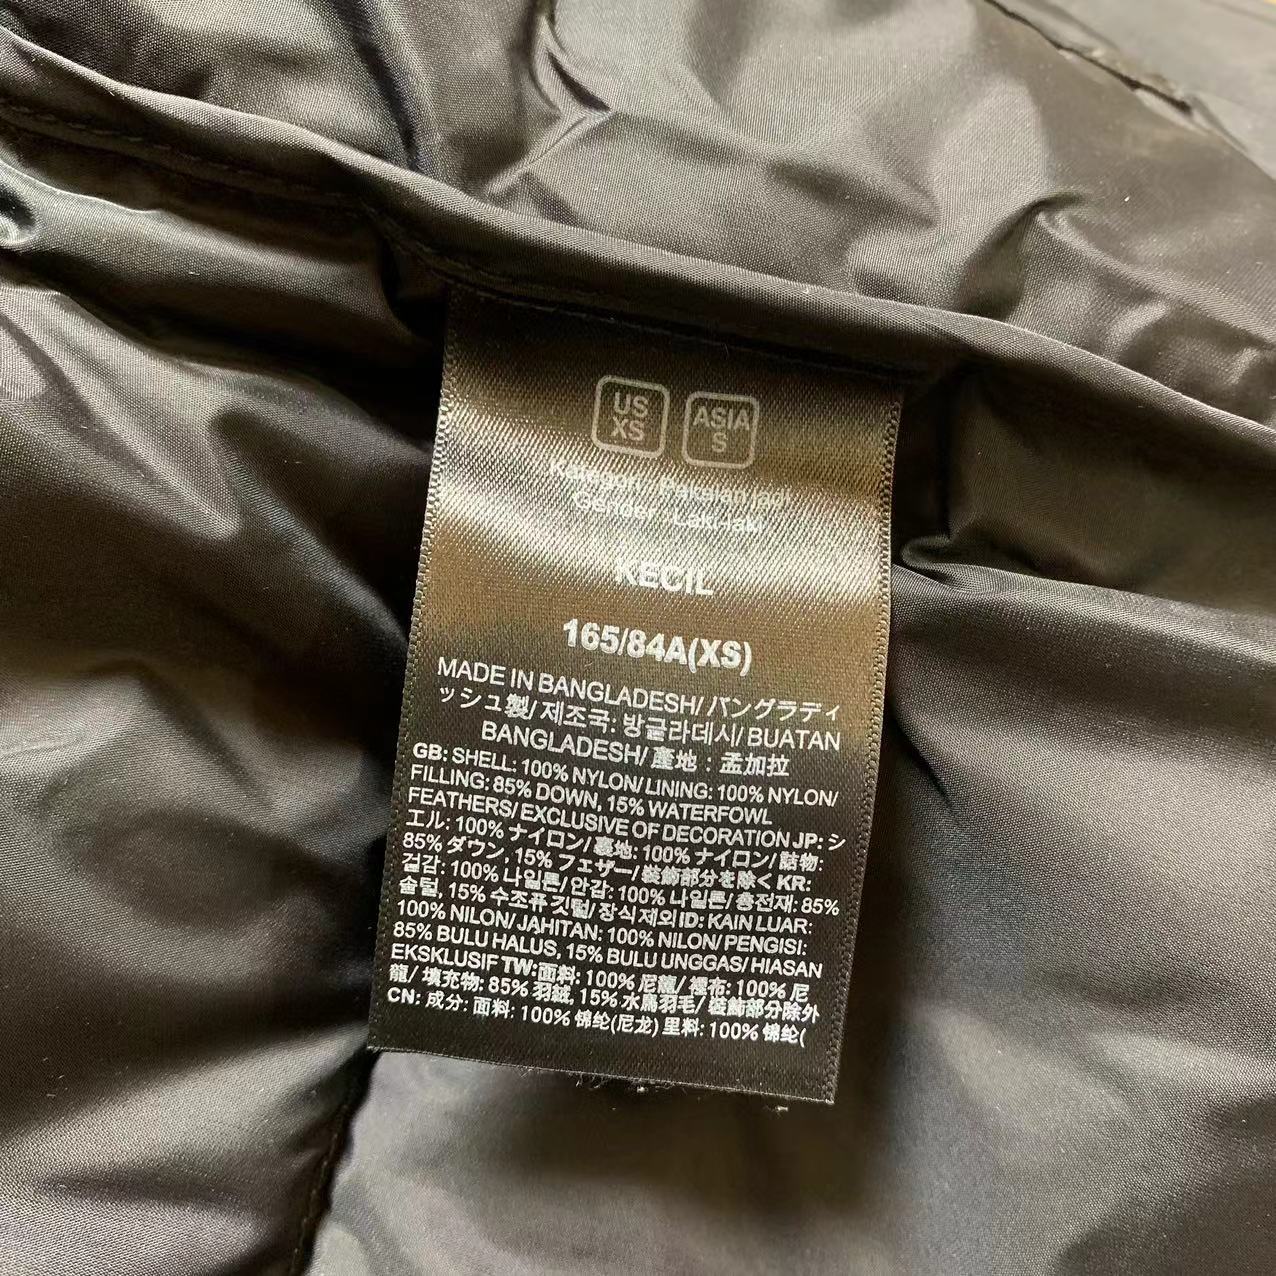 US
XS
ASIA
S
Kategori : Pakaian jadi
Gender : Laki-laki
KECIL
165/84A(XS)
MADE IN BANGLADESH/ バングラディ
ッシュ製/ 제조국: 방글라데시/ BUATAN
BANGLADESH/ 產地：孟加拉
GB: SHELL: 100% NYLON/ LINING: 100% NYLON/
FILLING: 85% DOWN, 15% WATERFOWL
FEATHERS/ EXCLUSIVE OF DECORATION JP: シ
ェル: 100% ナイロン/ 裏地: 100% ナイロン/ 詰物:
85% ダウン, 15% フェザー/ 装飾部分を除く KR:
겉감: 100% 나일론/ 안감: 100% 나일론/ 충전재: 85%
솜털, 15% 수조류 깃털/ 장식 제외 ID: KAIN LUAR:
100% NILON/ JAHITAN: 100% NILON/ PENGISI:
85% BULU HALUS, 15% BULU UNGGAS/ HIASAN
EKSKLUSIF TW:面料: 100% 尼龍/ 裡布: 100% 尼
龍/ 填充物: 85% 羽絨, 15% 水鳥羽毛/ 裝飾部分除外
CN: 成分: 面料: 100% 锦纶(尼龙) 里料: 100% 锦纶(